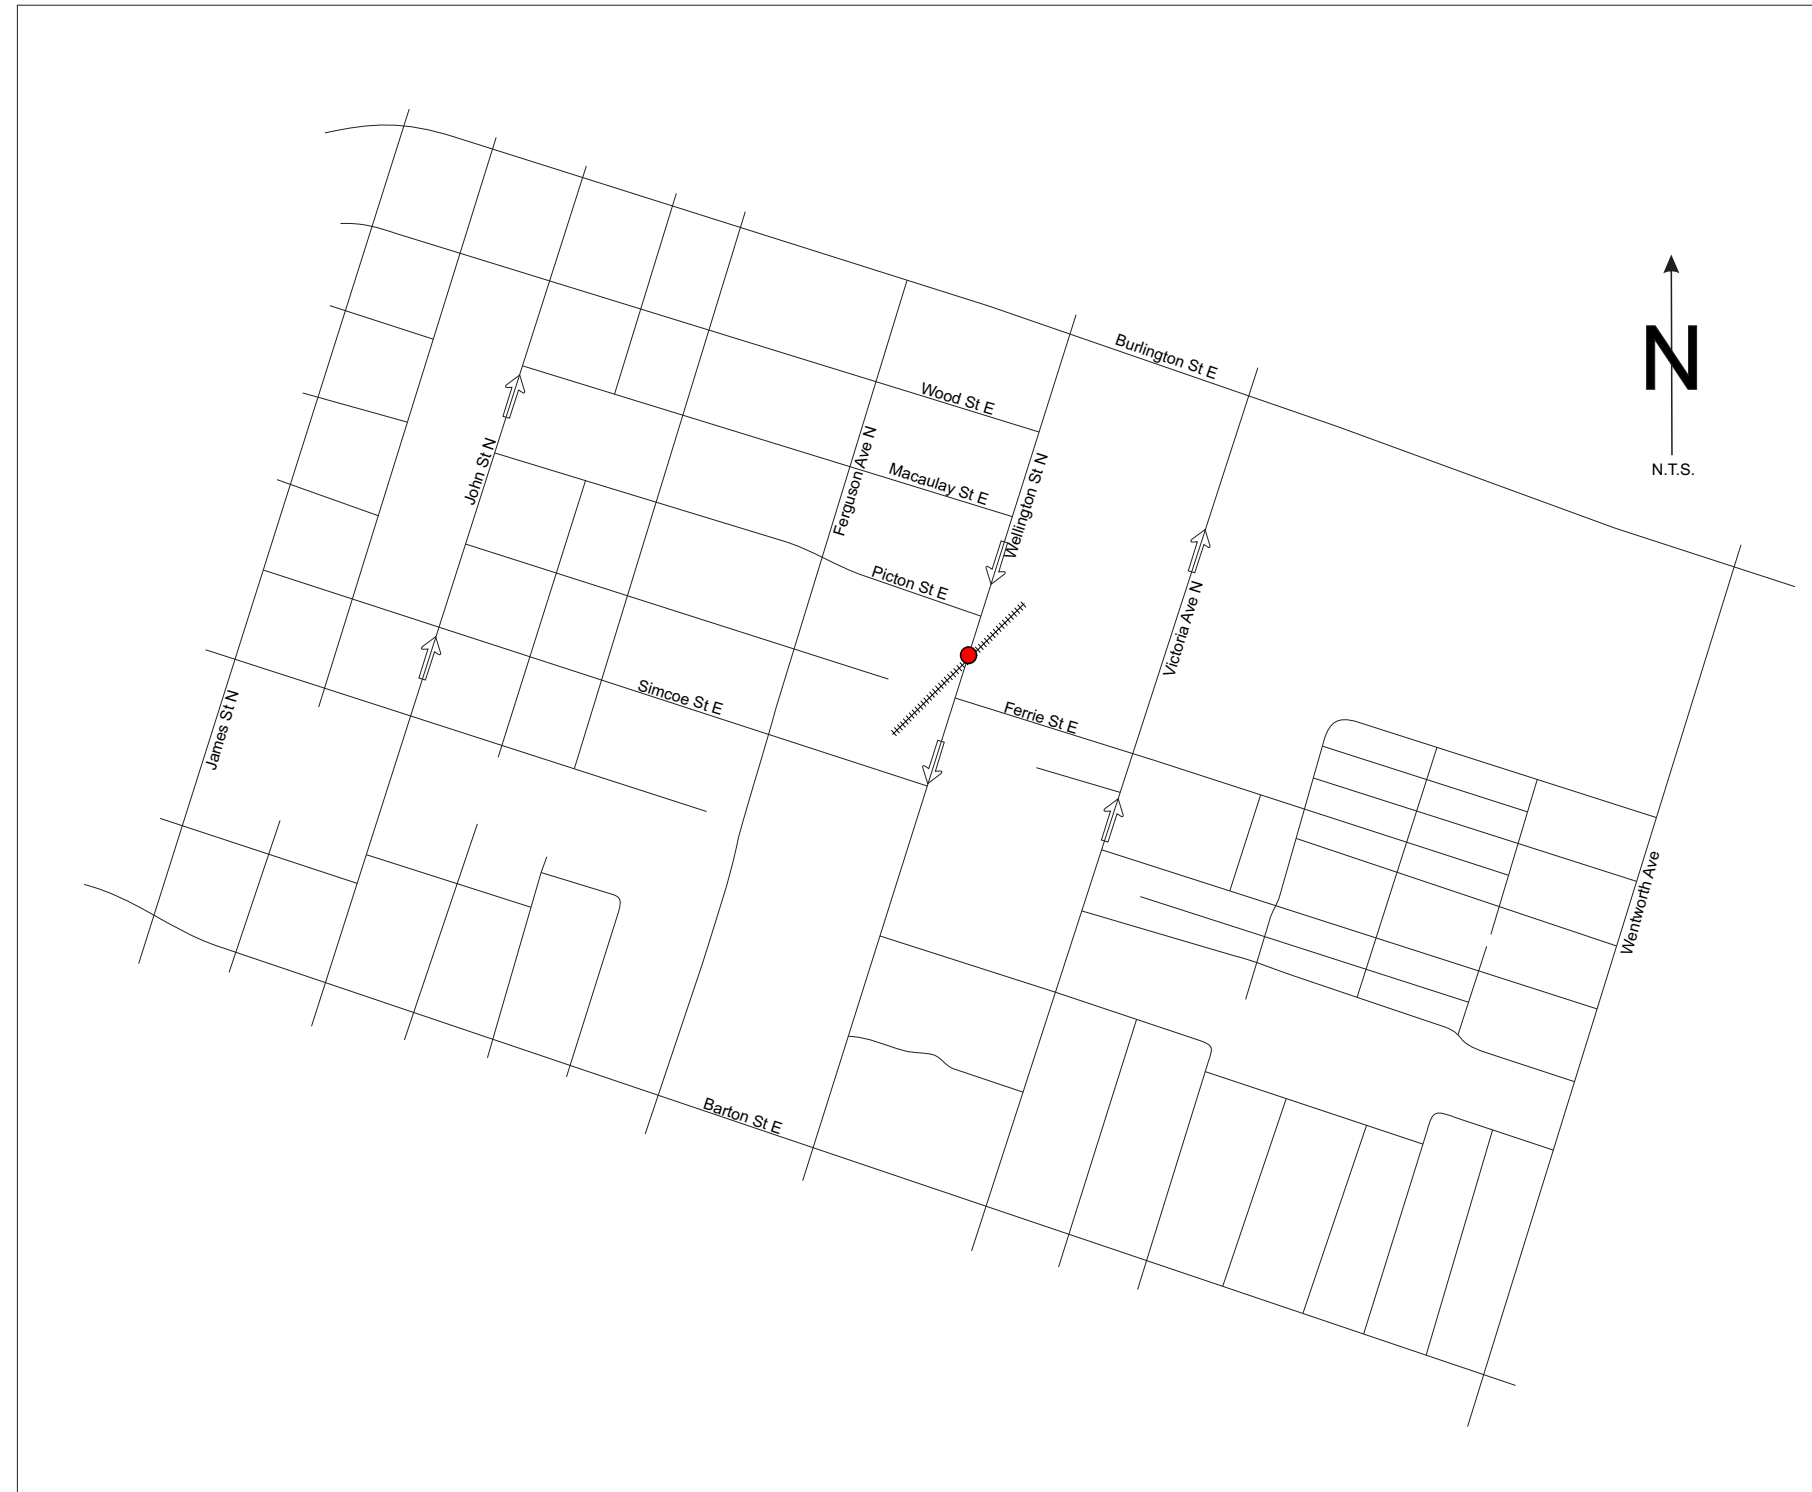 Burlington St E
Wood St E
Macaulay St E
Ferguson Ave N
John St N
Wellington St N
N
N.T.S.
Picton St E
Victoria Ave N
Simcoe St E
Ferrie St E
James St N
Wentworth Ave
Barton St E